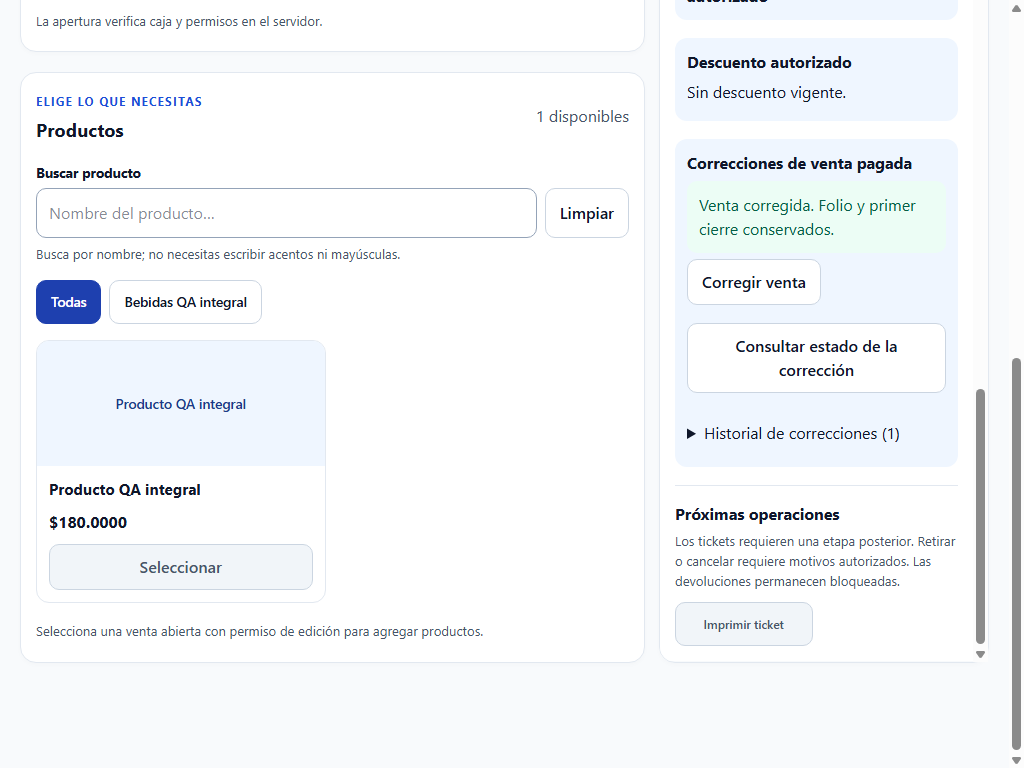 La apertura verifica caja y permisos en el servidor.
ELIGE LO QUE NECESITAS
Productos
1 disponibles
Buscar producto
Nombre del producto...
Limpiar
Busca por nombre; no necesitas escribir acentos ni mayúsculas.
Todas
Bebidas QA integral
Producto QA integral
Producto QA integral
$180.0000
Seleccionar
Selecciona una venta abierta con permiso de edición para agregar productos.
autorizado
Descuento autorizado
Sin descuento vigente.
Correcciones de venta pagada
Venta corregida. Folio y primer
cierre conservados.
Corregir venta
Consultar estado de la
corrección
Historial de correcciones (1)
Próximas operaciones
Los tickets requieren una etapa posterior. Retirar
o cancelar requiere motivos autorizados. Las
devoluciones permanecen bloqueadas.
Imprimir ticket